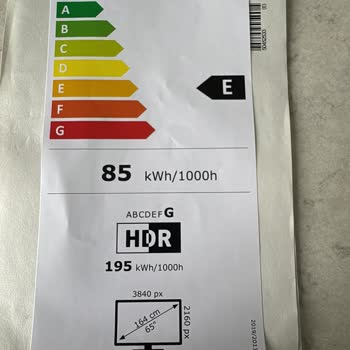 A
B
C
D
E
F
G
E
85 kWh/1000h
ABCDEFG
HDR
195 kWh/1000h
3840 px
164 cm
65"
2160 px